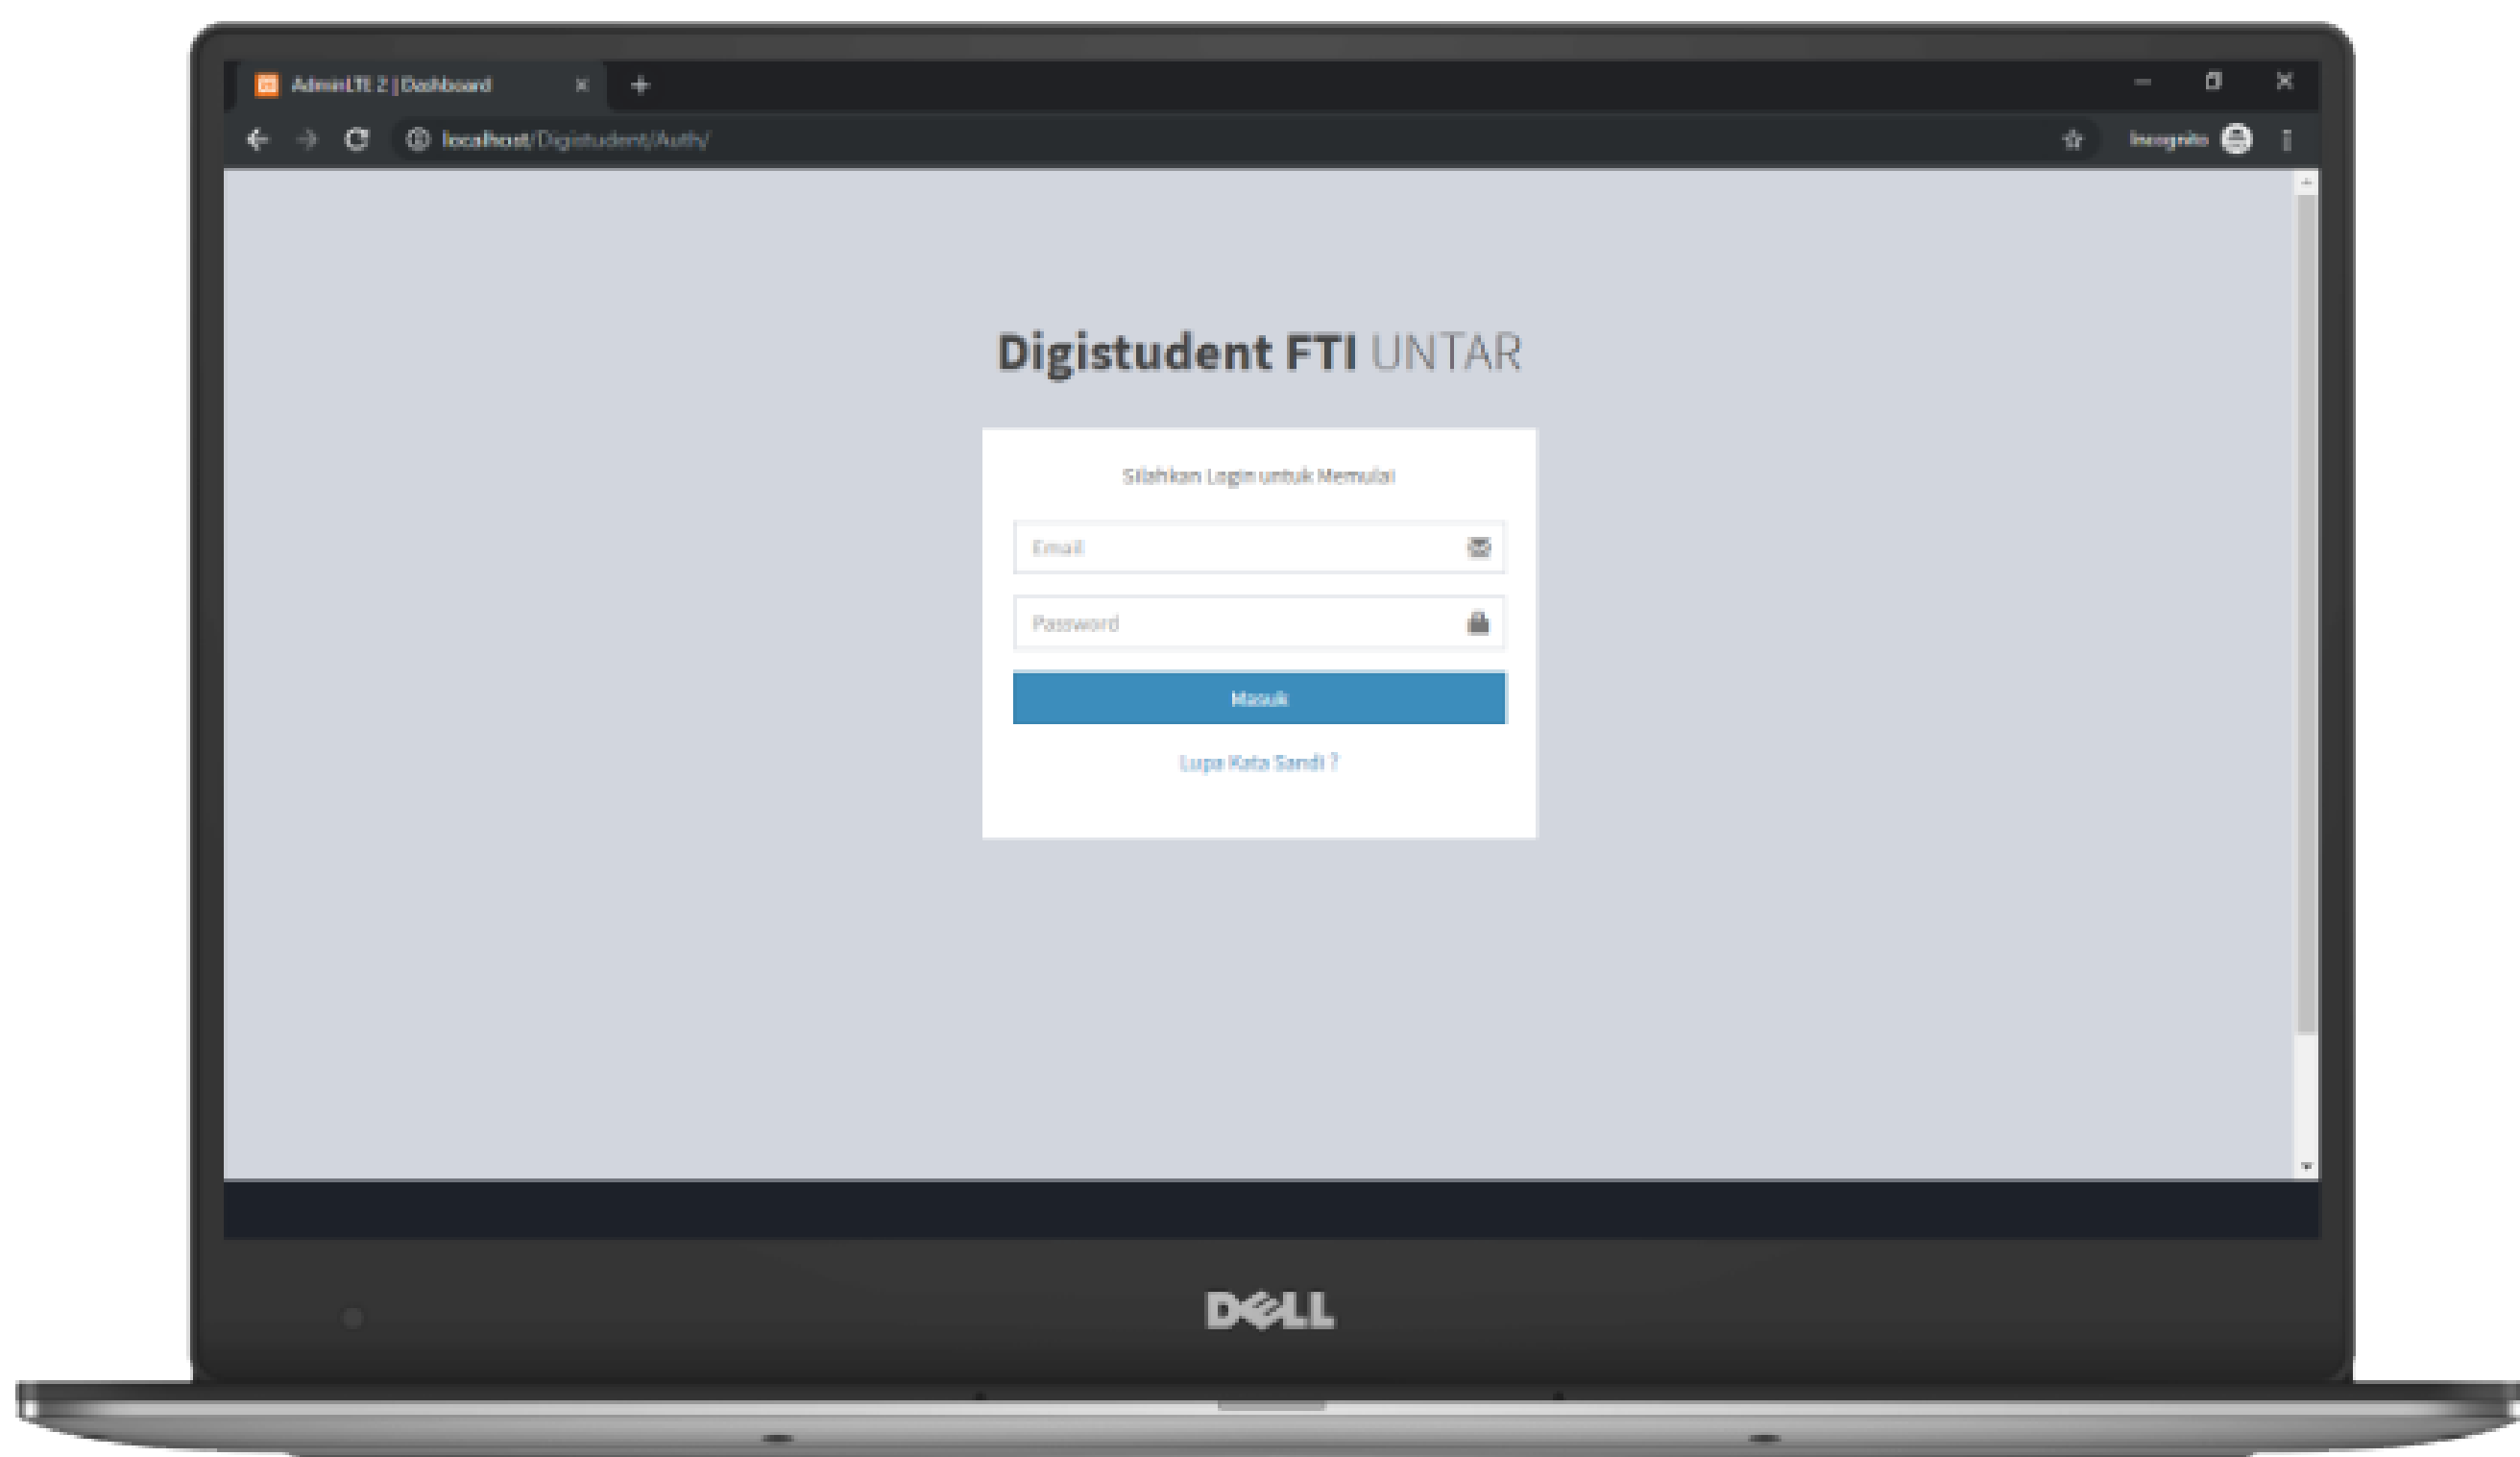 AdminLTE 2 | Dashboard
localhost/Digistudent/Auth/
Incognito
Digistudent FTI UNTAR
Silahkan Login untuk Memulai
Email
Password
Masuk
Lupa Kata Sandi ?
DELL